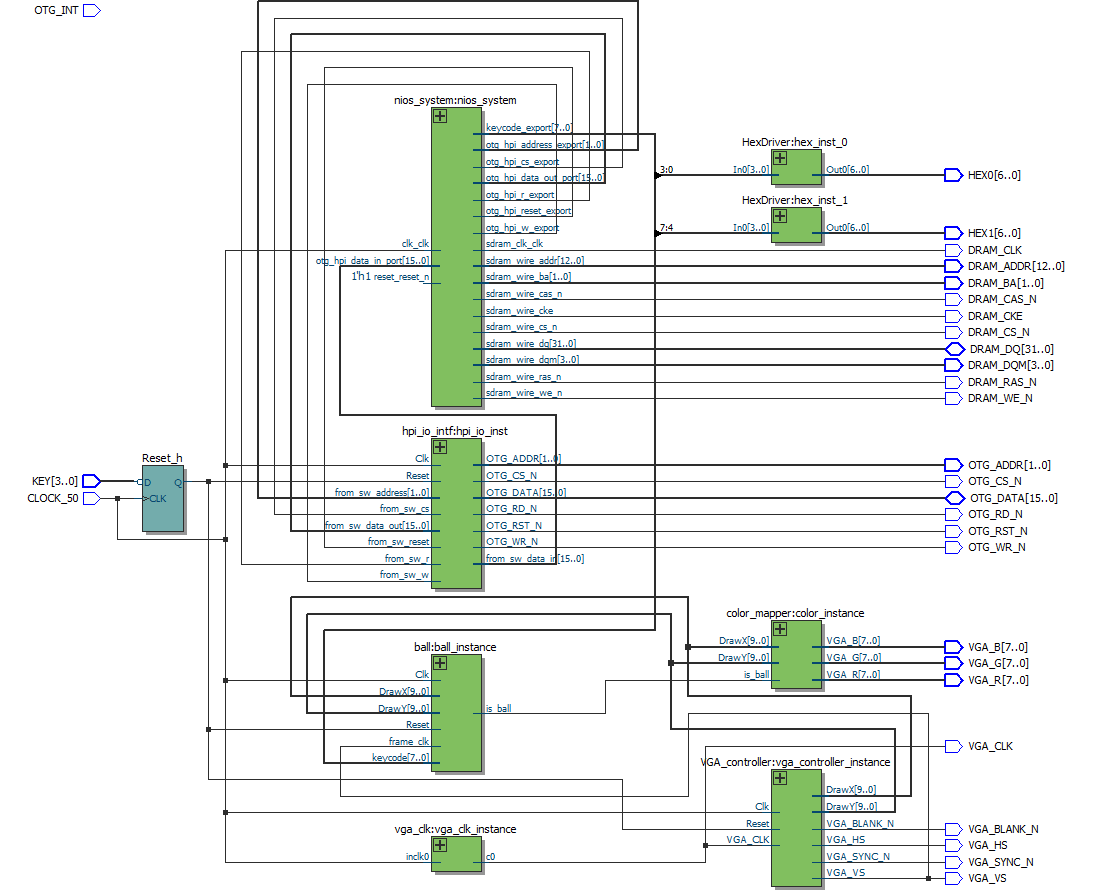 OTG_INT
nios_system:nios_system
keycode_export[7..0]
otg_hpi_address_export[1..0]
otg_hpi_cs_export
otg_hpi_data_out_port[15..0]
otg_hpi_r_export
otg_hpi_reset_export
otg_hpi_w_export
clk_clk
sdram_clk_clk
otg_hpi_data_in_port[15..0]
sdram_wire_addr[12..0]
1'h1 reset_reset_n
sdram_wire_ba[1..0]
sdram_wire_cas_n
sdram_wire_cke
sdram_wire_cs_n
sdram_wire_dq[31..0]
sdram_wire_dqm[3..0]
sdram_wire_ras_n
sdram_wire_we_n
HexDriver:hex_inst_0
3:0
In0[3..0]
Out0[6..0]
HEX0[6..0]
HexDriver:hex_inst_1
7:4
In0[3..0]
Out0[6..0]
HEX1[6..0]
DRAM_CLK
DRAM_ADDR[12..0]
DRAM_BA[1..0]
DRAM_CAS_N
DRAM_CKE
DRAM_CS_N
DRAM_DQ[31..0]
DRAM_DQM[3..0]
DRAM_RAS_N
DRAM_WE_N
hpi_io_intf:hpi_io_inst
Clk
OTG_ADDR[1..0]
OTG_ADDR[1..0]
Reset
OTG_CS_N
OTG_CS_N
from_sw_address[1..0]
OTG_DATA[15..0]
OTG_DATA[15..0]
from_sw_cs
OTG_RD_N
OTG_RD_N
from_sw_data_out[15..0]
OTG_RST_N
OTG_RST_N
from_sw_reset
OTG_WR_N
OTG_WR_N
from_sw_r
from_sw_data_in[15..0]
from_sw_w
Reset_h
KEY[3..0]
D
Q
CLOCK_50
CLK
ball:ball_instance
Clk
DrawX[9..0]
DrawY[9..0]
is_ball
Reset
frame_clk
keycode[7..0]
color_mapper:color_instance
DrawX[9..0]
VGA_B[7..0]
VGA_B[7..0]
DrawY[9..0]
VGA_G[7..0]
VGA_G[7..0]
is_ball
VGA_R[7..0]
VGA_R[7..0]
VGA_CLK
VGA_controller:vga_controller_instance
DrawX[9..0]
Clk
DrawY[9..0]
Reset
VGA_BLANK_N
VGA_BLANK_N
VGA_CLK
VGA_HS
VGA_HS
VGA_SYNC_N
VGA_SYNC_N
VGA_VS
VGA_VS
vga_clk:vga_clk_instance
inclk0
c0